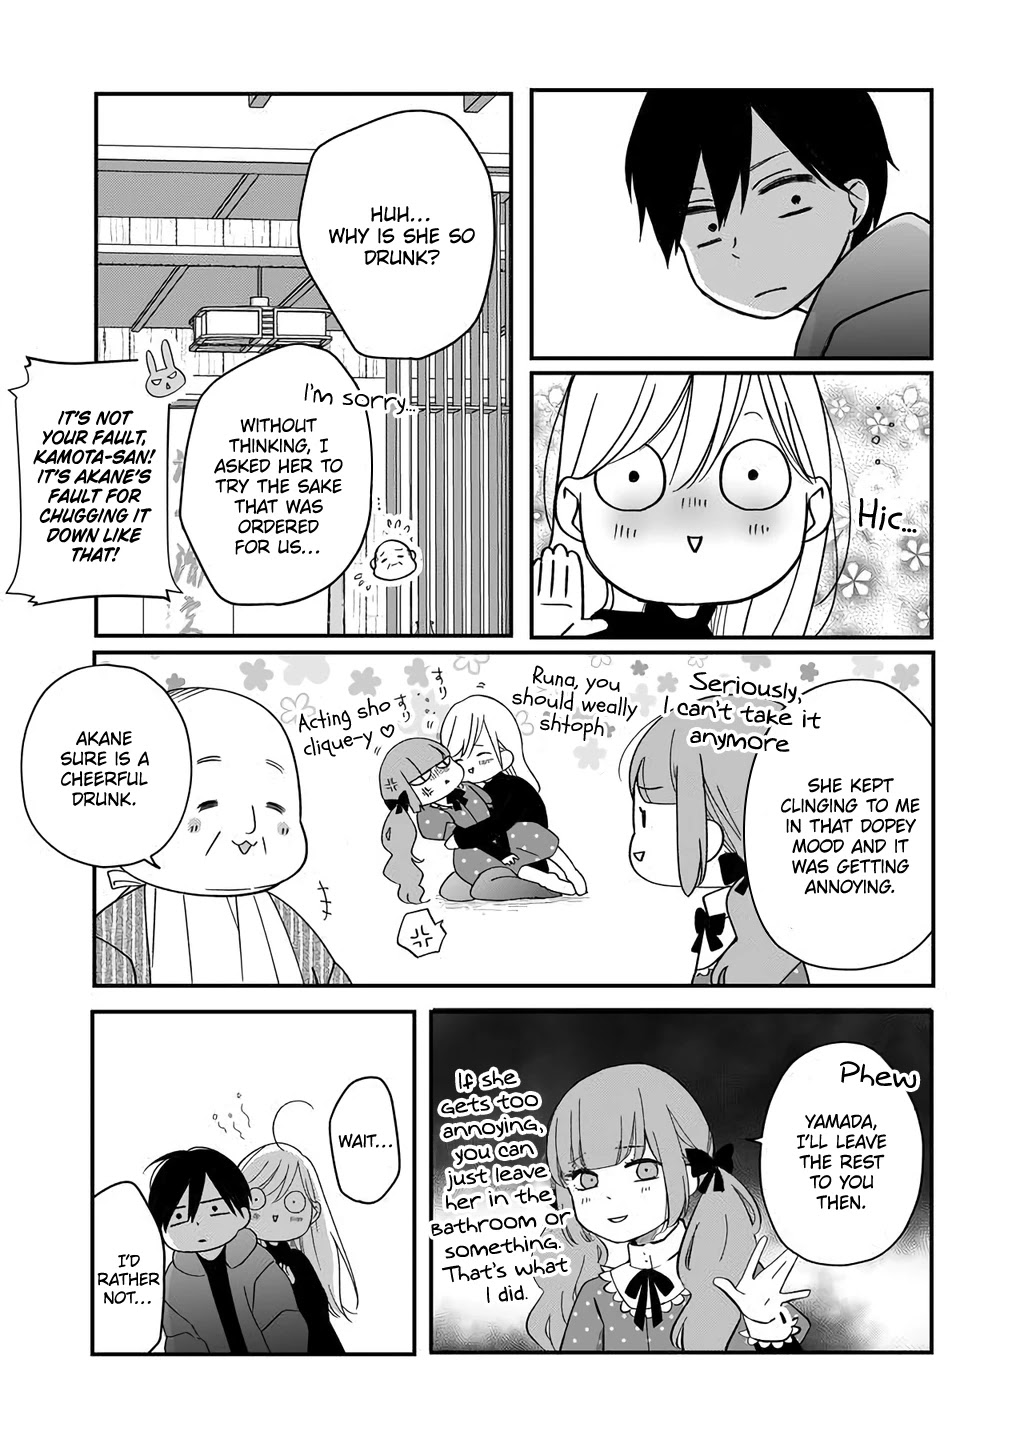 Hic...
HUH...
WHY IS SHE SO
DRUNK?
I'm sorry...
WITHOUT
THINKING, I
ASKED HER TO
TRY THE SAKE
THAT WAS
ORDERED
FOR US...
IT'S NOT
YOUR FAULT,
KAMOTA-SAN!
IT'S AKANE'S
FAULT FOR
CHUGGING IT
DOWN LIKE
THAT!
SHE KEPT
CLINGING TO ME
IN THAT DOPEY
MOOD AND IT
WAS GETTING
ANNOYING.
Seriously,
I can't take it
anymore
Runa, you
should weally
shtoph
すり
すり
Acting sho
clique-y ♡
AKANE
SURE IS A
CHEERFUL
DRUNK.
Phew
YAMADA,
I'LL LEAVE
THE REST
TO YOU
THEN.
If she
gets too
annoying,
you can
just leave
her in the
bathroom or
something.
That's what
I did.
WAIT...
I'D
RATHER
NOT...